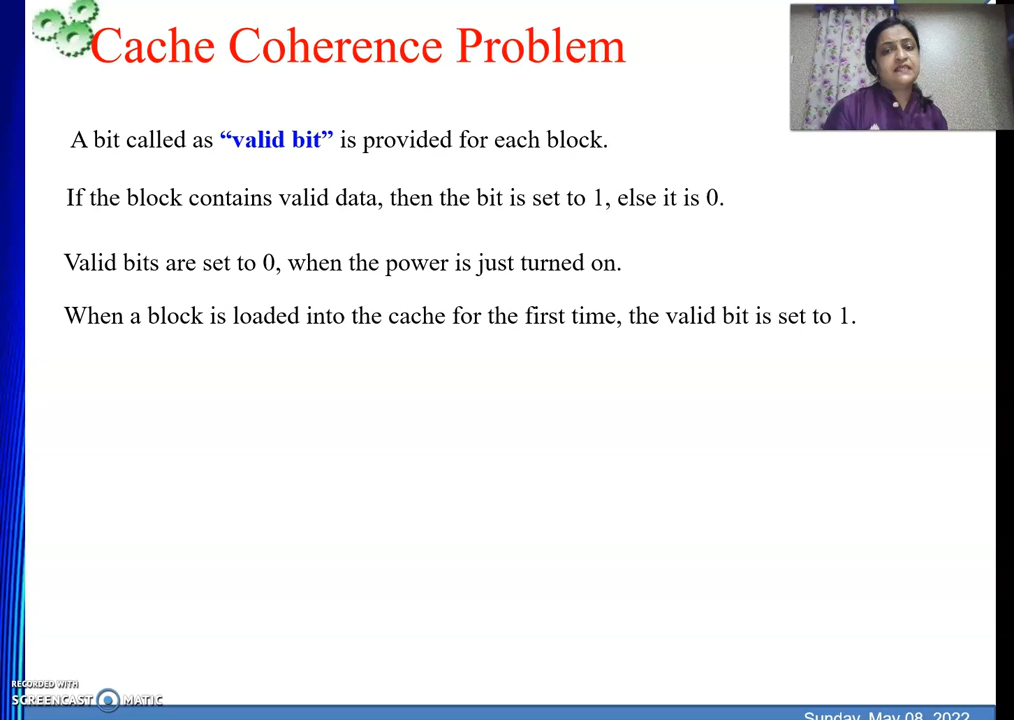 Cache Coherence Problem
A bit called as “valid bit” is provided for each block.
If the block contains valid data, then the bit is set to 1, else it is 0.
Valid bits are set to 0, when the power is just turned on.
When a block is loaded into the cache for the first time, the valid bit is set to 1.
RECORDED WITH
SCREENCAST MATIC
Sunday, May 08, 2022